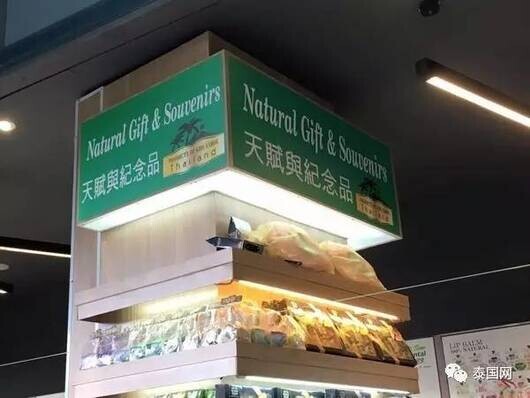 Natural Gift & Souvenirs
天賦與紀念品
Thailand
Natural Gift & Souvenirs
天賦與紀念品
Thailand
LIP BALM
泰国网